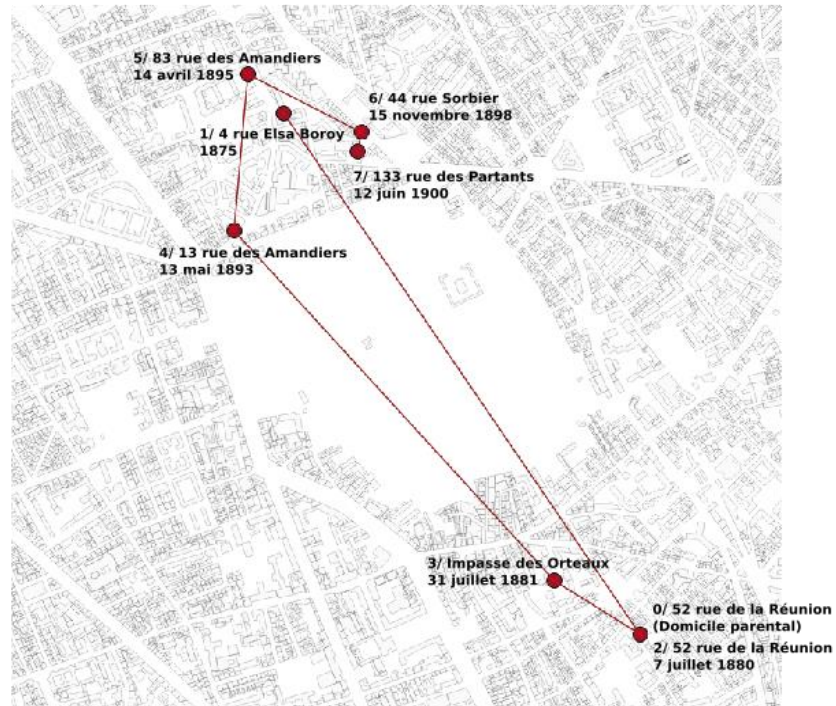 5/ 83 rue des Amandiers
14 avril 1895
6/ 44 rue Sorbier
15 novembre 1898
1/ 4 rue Elsa Boroy
1875
7/ 133 rue des Partants
12 juin 1900
4/ 13 rue des Amandiers
13 mai 1893
3/ Impasse des Orteaux
31 juillet 1881
0/ 52 rue de la Réunion
(Domicile parental)
2/ 52 rue de la Réunion
7 juillet 1880